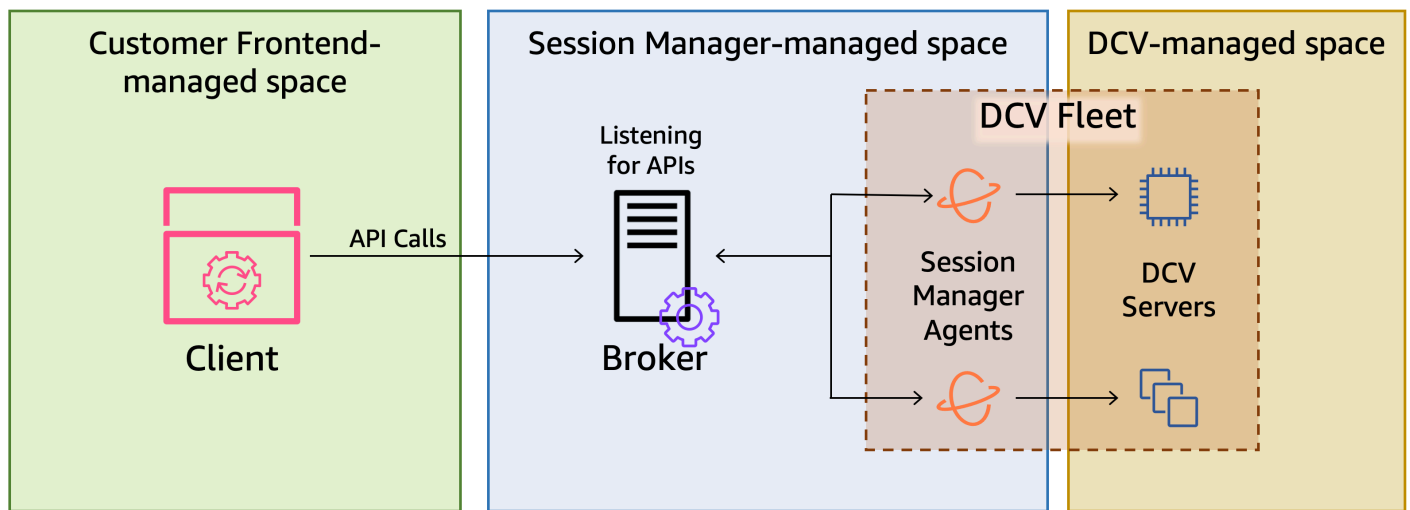 Customer Frontend-
managed space
Session Manager-managed space
DCV-managed space
DCV Fleet
Listening
for APIs
API Calls
Session
Manager
Agents
DCV
Servers
Client
Broker